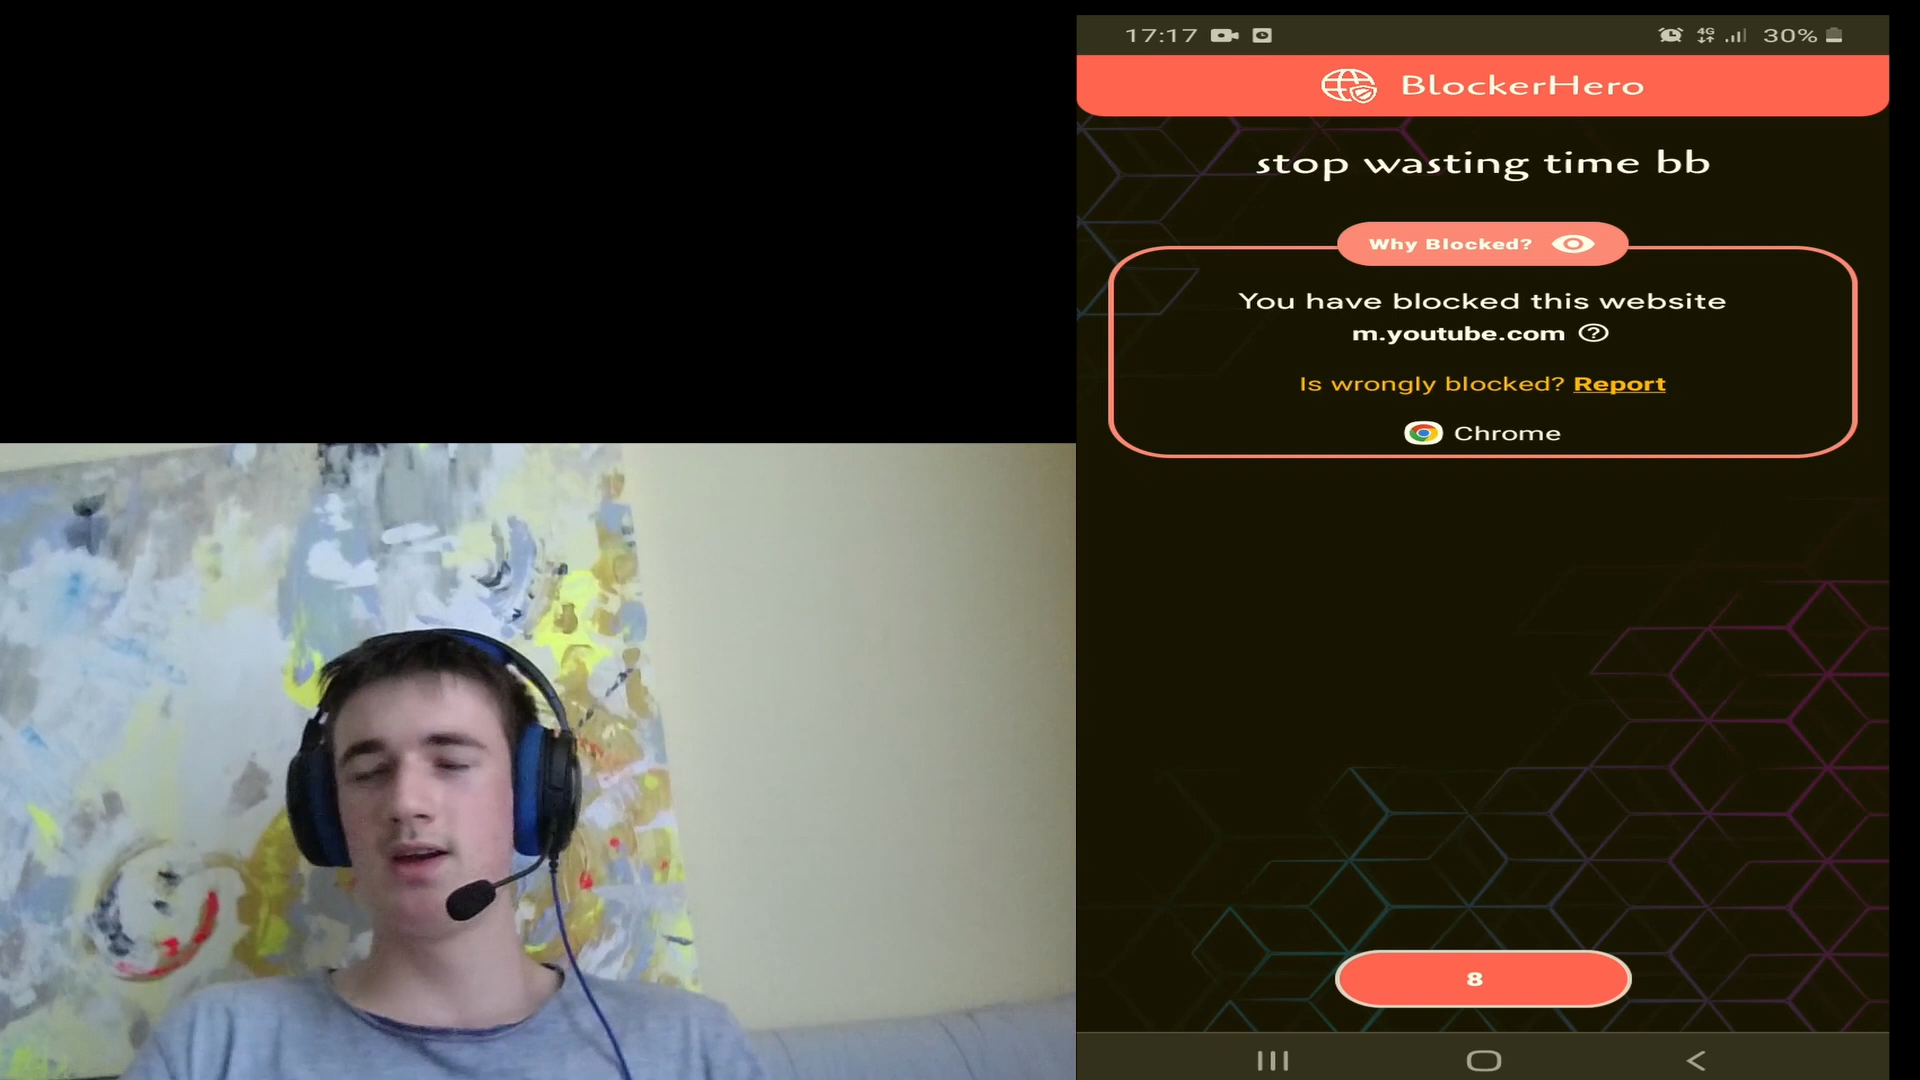 17:17 4G 30%
BlockerHero
stop wasting time bb
Why Blocked?
You have blocked this website
m.youtube.com ?
Is wrongly blocked? Report
Chrome
8